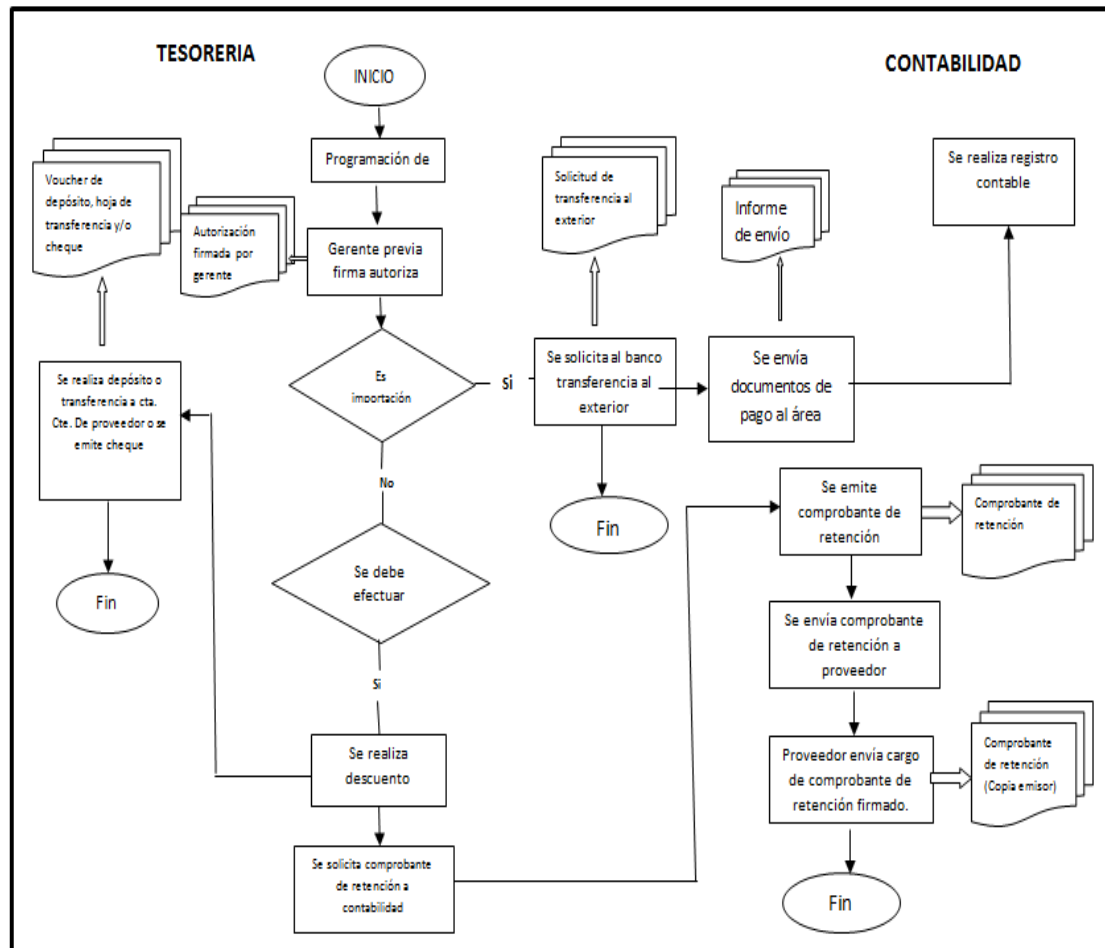 TESORERIA
CONTABILIDAD
INICIO
Programación de
Voucher de
depósito, hoja de
transferencia y/o
cheque
Autorización
firmada por
gerente
Gerente previa
firma autoriza
Solicitud de
transferencia al
exterior
Informe
de envío
Se realiza registro
contable
Es
importación
Si
Se solicita al banco
transferencia al
exterior
Se envía
documentos de
pago al área
Se realiza depósito o
transferencia a cta.
Cte. De proveedor o se
emite cheque
No
Fin
Se emite
comprobante de
retención
Comprobante de
retención
Se debe
efectuar
Fin
Se envía comprobante
de retención a
proveedor
Si
Se realiza
descuento
Proveedor envía cargo
de comprobante de
retención firmado.
Comprobante
de retención
(Copia emisor)
Se solicita comprobante
de retención a
contabilidad
Fin